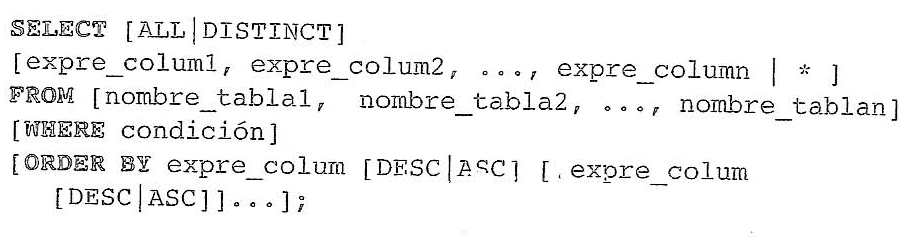 SELECT [ALL|DISTINCT]
[expre_colum1, expre_colum2, ..., expre_column | * ]
FROM [nombre_tabla1, nombre_tabla2, ..., nombre_tablan]
[WHERE condición]
[ORDER BY expre_colum [DESC|ASC] [,expre_colum
[DESC|ASC]]...];